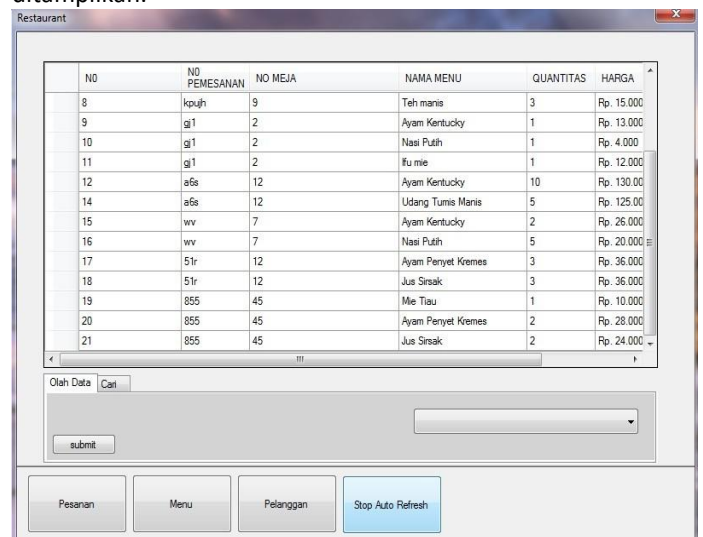 ditampilkan.
Restaurant
X
N0 N0 PEMESANAN NO MEJA NAMA MENU QUANTITAS HARGA
8 kpujh 9 Teh manis 3 Rp. 15.000
9 gj1 2 Ayam Kentucky 1 Rp. 13.000
10 gj1 2 Nasi Putih 1 Rp. 4.000
11 gj1 2 Ifu mie 1 Rp. 12.000
12 a6s 12 Ayam Kentucky 10 Rp. 130.00
14 a6s 12 Udang Tumis Manis 5 Rp. 125.00
15 wv 7 Ayam Kentucky 2 Rp. 26.000
16 wv 7 Nasi Putih 5 Rp. 20.000
17 51r 12 Ayam Penyet Kremes 3 Rp. 36.000
18 51r 12 Jus Sirsak 3 Rp. 36.000
19 855 45 Mie Tiau 1 Rp. 10.000
20 855 45 Ayam Penyet Kremes 2 Rp. 28.000
21 855 45 Jus Sirsak 2 Rp. 24.000
Olah Data Cari
submit
Pesanan Menu Pelanggan Stop Auto Refresh